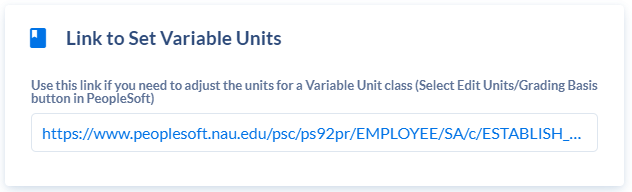 Link to Set Variable Units
Use this link if you need to adjust the units for a Variable Unit class (Select Edit Units/Grading Basis
button in PeopleSoft)
https://www.peoplesoft.nau.edu/psc/ps92pr/EMPLOYEE/SA/c/ESTABLISH_...